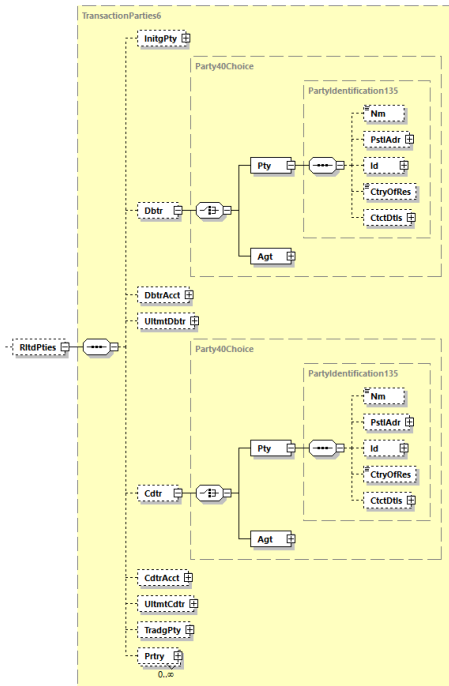 TransactionParties6
InitgPty
Party40Choice
PartyIdentification135
Nm
PstlAdr
Pty
Id
CtryOfRes
Dbtr
CtctDtls
Agt
DbtrAcct
UltmtDbtr
RltdPties
Party40Choice
PartyIdentification135
Nm
PstlAdr
Pty
Id
CtryOfRes
Cdtr
CtctDtls
Agt
CdtrAcct
UltmtCdtr
TradgPty
Prtry
0..∞